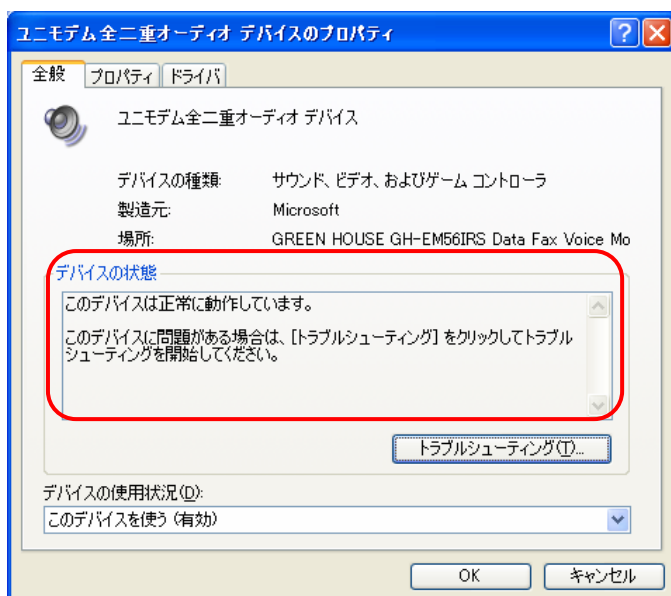 ユニモデム全二重オーディオ デバイスのプロパティ
全般 プロパティ ドライバ
ユニモデム全二重オーディオ デバイス
デバイスの種類: サウンド、ビデオ、およびゲーム コントローラ
製造元: Microsoft
場所: GREEN HOUSE GH-EM56IRS Data Fax Voice Mo
デバイスの状態
このデバイスは正常に動作しています。
このデバイスに問題がある場合は、[トラブルシューティング] をクリックしてトラブル
シューティングを開始してください。
トラブルシューティング(T)...
デバイスの使用状況(D):
このデバイスを使う (有効)
OK キャンセル